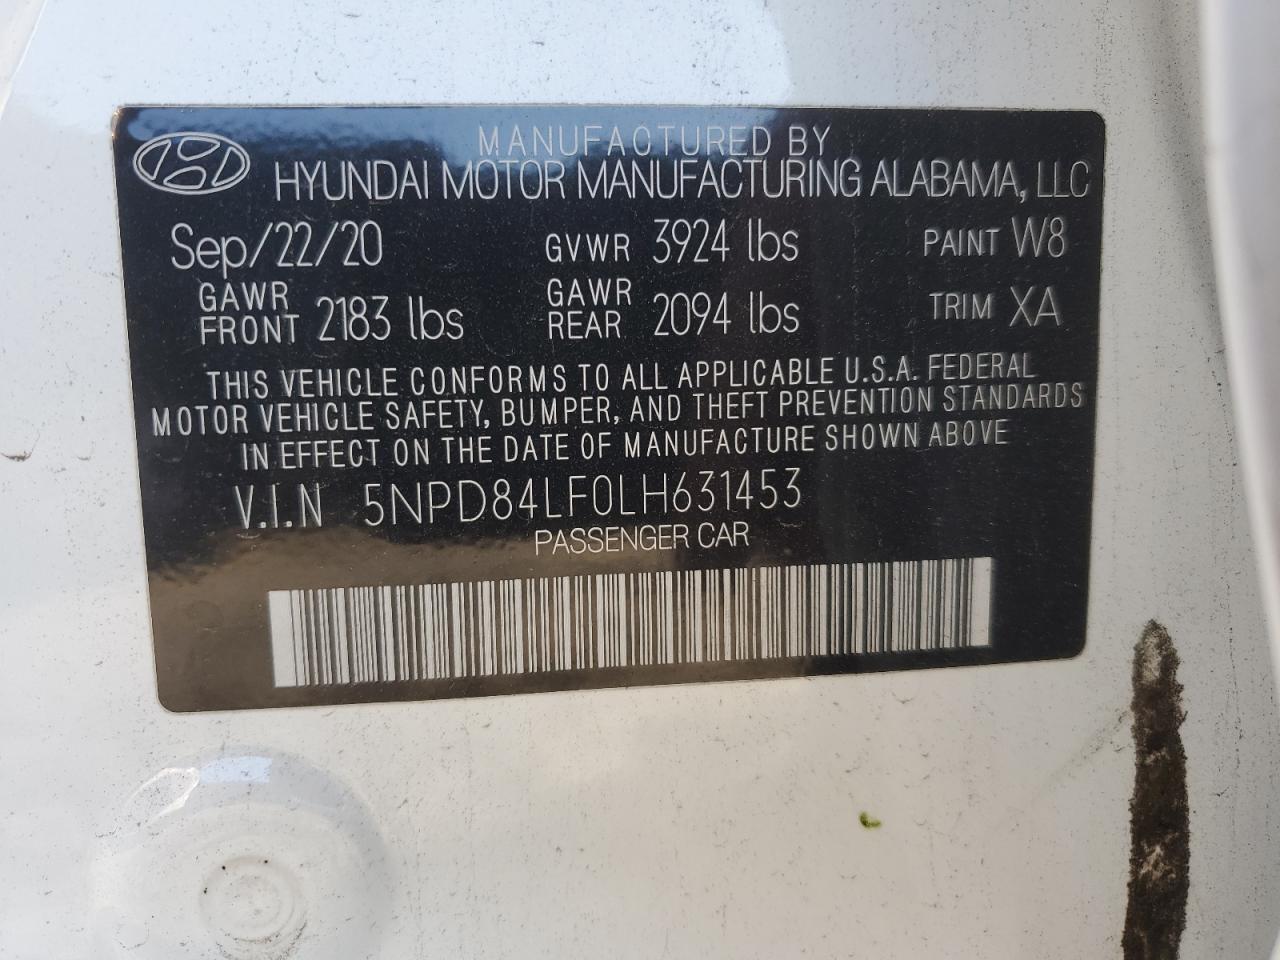 MANUFACTURED BY
HYUNDAI MOTOR MANUFACTURING ALABAMA, LLC
Sep/22/20 GVWR 3924 lbs PAINT W8
GAWR FRONT 2183 lbs GAWR REAR 2094 lbs TRIM XA
THIS VEHICLE CONFORMS TO ALL APPLICABLE U.S.A. FEDERAL
MOTOR VEHICLE SAFETY, BUMPER, AND THEFT PREVENTION STANDARDS
IN EFFECT ON THE DATE OF MANUFACTURE SHOWN ABOVE
V.I.N 5NPD84LF0LH631453
PASSENGER CAR